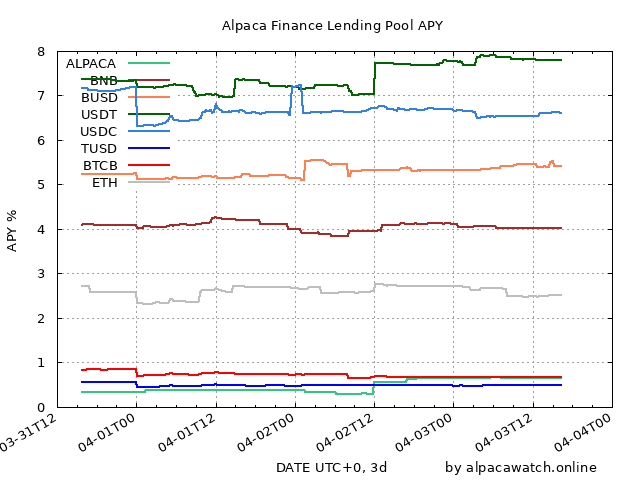 Alpaca Finance Lending Pool APY
8
7
6
5
4
3
2
1
0
APY %
ALPACA
BNB
BUSD
USDT
USDC
TUSD
BTCB
ETH
03-31T12
04-01T00
04-01T12
04-02T00
04-02T12
04-03T00
04-03T12
04-04T00
DATE UTC+0, 3d
by alpacawatch.online